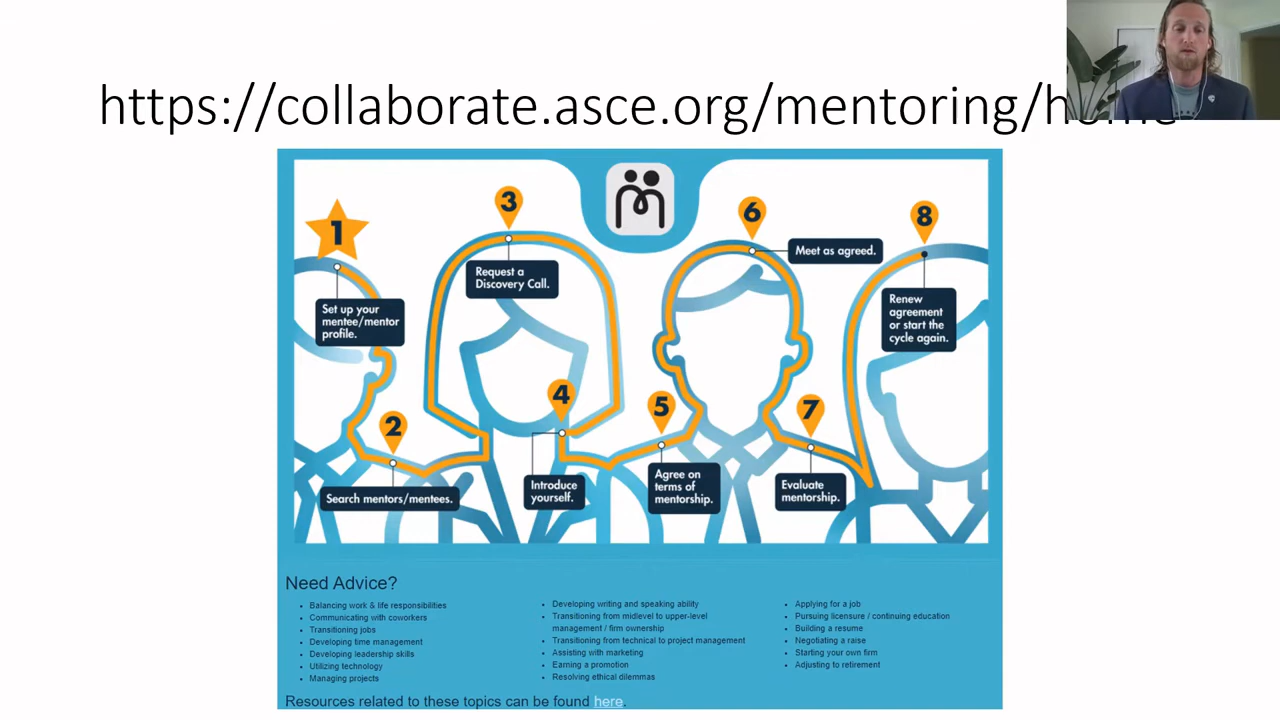 https://collaborate.asce.org/mentoring/home
1
Set up your
mentee/mentor
profile.
2
Search mentors/mentees.
3
Request a
Discovery Call.
4
Introduce
yourself.
5
Agree on
terms of
mentorship.
6
Meet as agreed.
7
Evaluate
mentorship.
8
Renew
agreement
or start the
cycle again.
Need Advice?
• Balancing work & life responsibilities
• Communicating with coworkers
• Transitioning jobs
• Developing time management
• Developing leadership skills
• Utilizing technology
• Managing projects
• Developing writing and speaking ability
• Transitioning from midlevel to upper-level
management / firm ownership
• Transitioning from technical to project management
• Assisting with marketing
• Earning a promotion
• Resolving ethical dilemmas
• Applying for a job
• Pursuing licensure / continuing education
• Building a resume
• Negotiating a raise
• Starting your own firm
• Adjusting to retirement
Resources related to these topics can be found here.